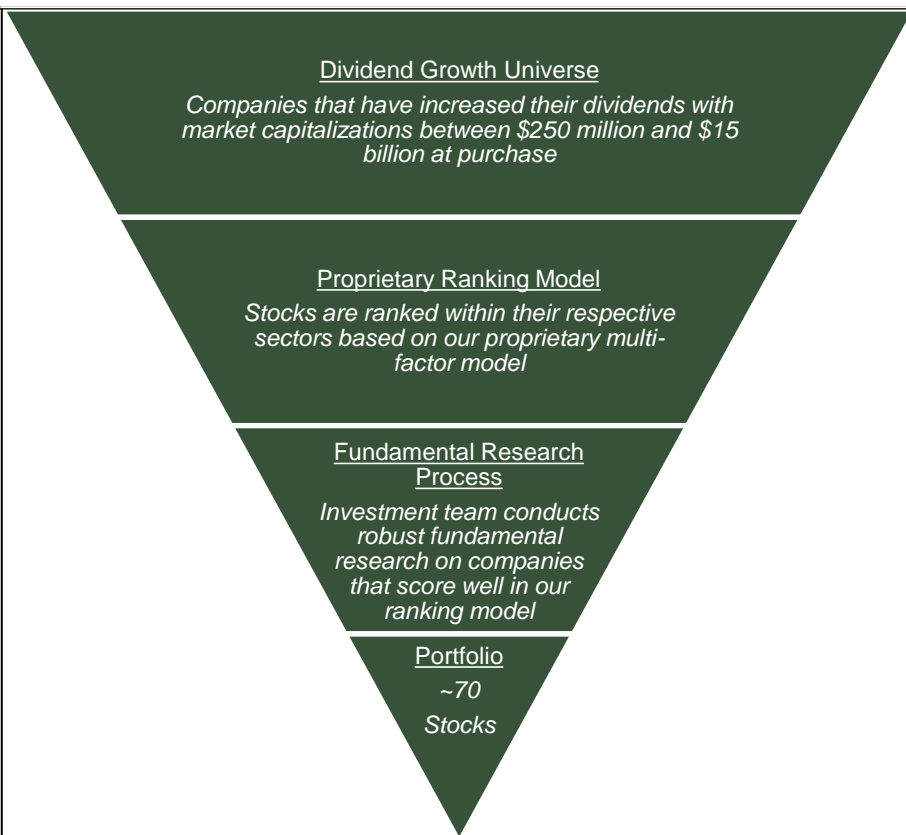 Dividend Growth Universe
Companies that have increased their dividends with
market capitalizations between $250 million and $15
billion at purchase
Proprietary Ranking Model
Stocks are ranked within their respective
sectors based on our proprietary multi-
factor model
Fundamental Research
Process
Investment team conducts
robust fundamental
research on companies
that score well in our
ranking model
Portfolio
~70
Stocks